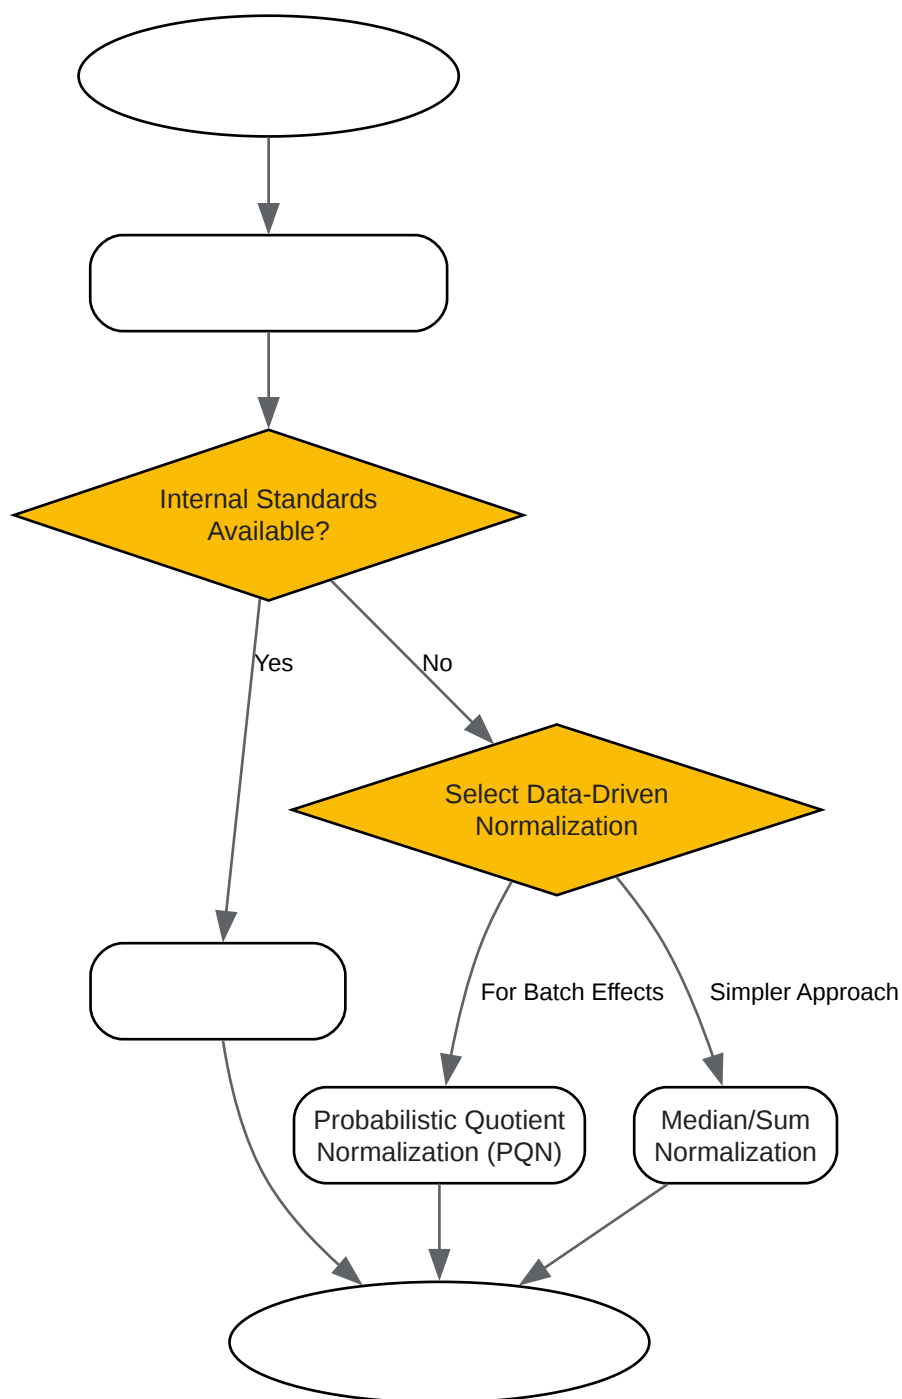 Internal Standards
Available?
Yes
No
Select Data-Driven
Normalization
For Batch Effects
Simpler Approach
Probabilistic Quotient
Normalization (PQN)
Median/Sum
Normalization